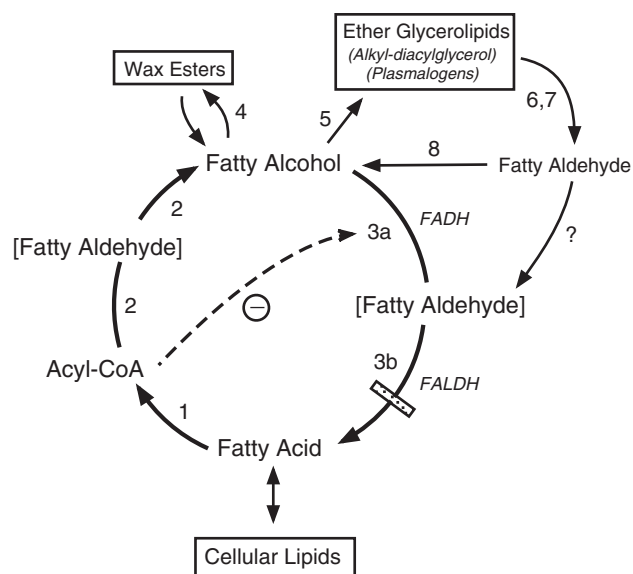 Ether Glycerolipids
(Alkyl-diacylglycerol)
(Plasmalogens)
Wax Esters
4
5
6,7
Fatty Alcohol
8
Fatty Aldehyde
2
3a
FADH
?
[Fatty Aldehyde]
2
−
[Fatty Aldehyde]
Acyl-CoA
3b
FALDH
1
Fatty Acid
Cellular Lipids